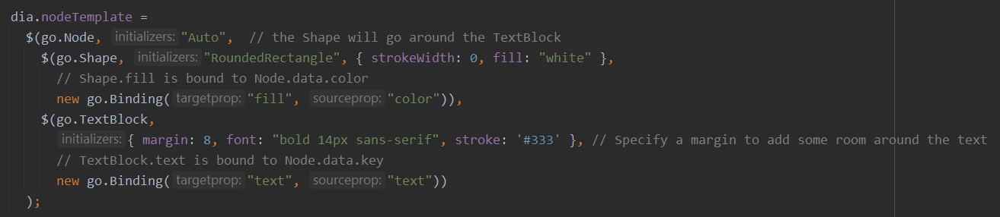 dia.nodeTemplate =
$(go.Node, initializers: "Auto", // the Shape will go around the TextBlock
$(go.Shape, initializers: "RoundedRectangle", { strokeWidth: 0, fill: "white" },
// Shape.fill is bound to Node.data.color
new go.Binding( targetprop: "fill", sourceprop: "color")),
$(go.TextBlock,
initializers: { margin: 8, font: "bold 14px sans-serif", stroke: '#333' }, // Specify a margin to add some room around the text
// TextBlock.text is bound to Node.data.key
new go.Binding( targetprop: "text", sourceprop: "text"))
);